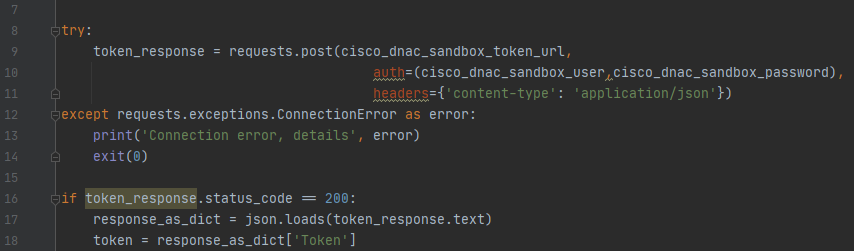 7
8 try:
9     token_response = requests.post(cisco_dnac_sandbox_token_url,
10                                    auth=(cisco_dnac_sandbox_user,cisco_dnac_sandbox_password),
11                                    headers={'content-type': 'application/json'})
12 except requests.exceptions.ConnectionError as error:
13     print('Connection error, details', error)
14     exit(0)
15
16 if token_response.status_code == 200:
17     response_as_dict = json.loads(token_response.text)
18     token = response_as_dict['Token']